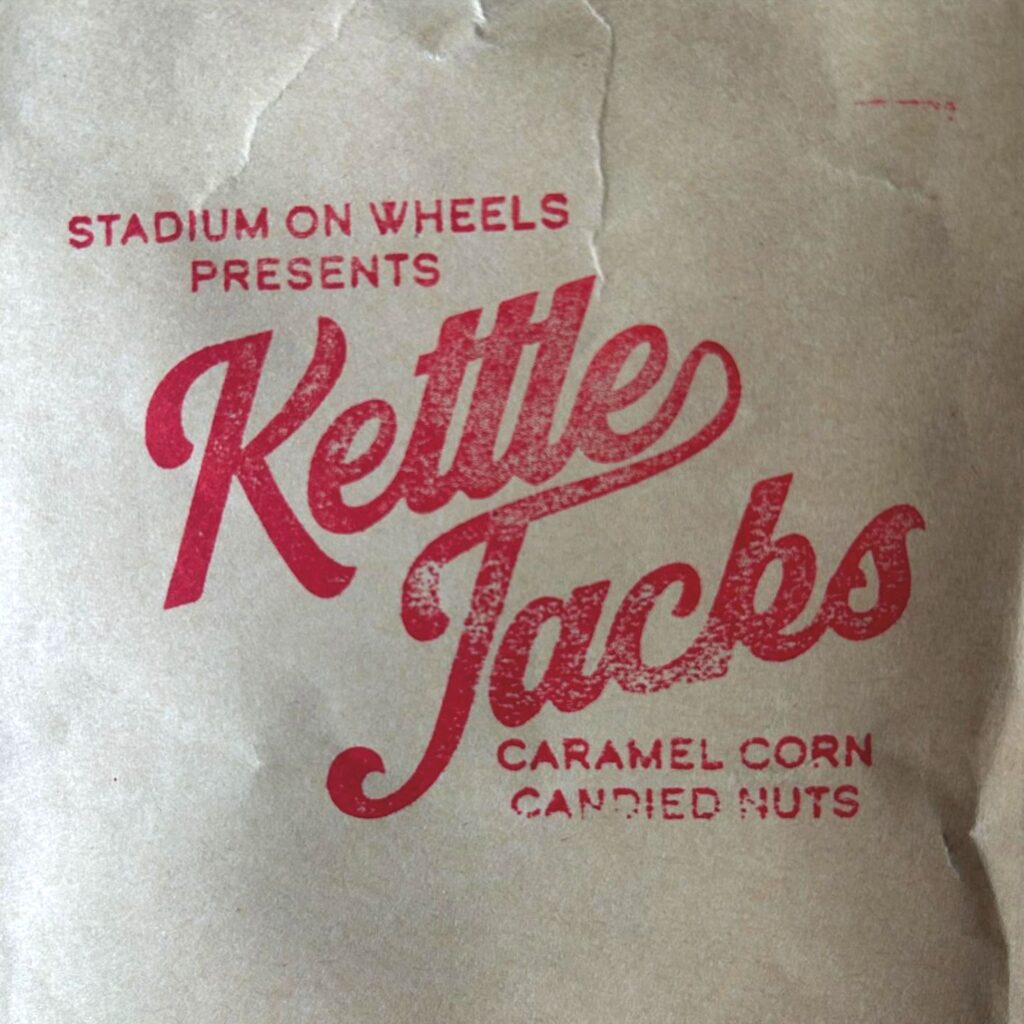 STADIUM ON WHEELS
PRESENTS
Kettle
Jacks
CARAMEL CORN
CANDIED NUTS